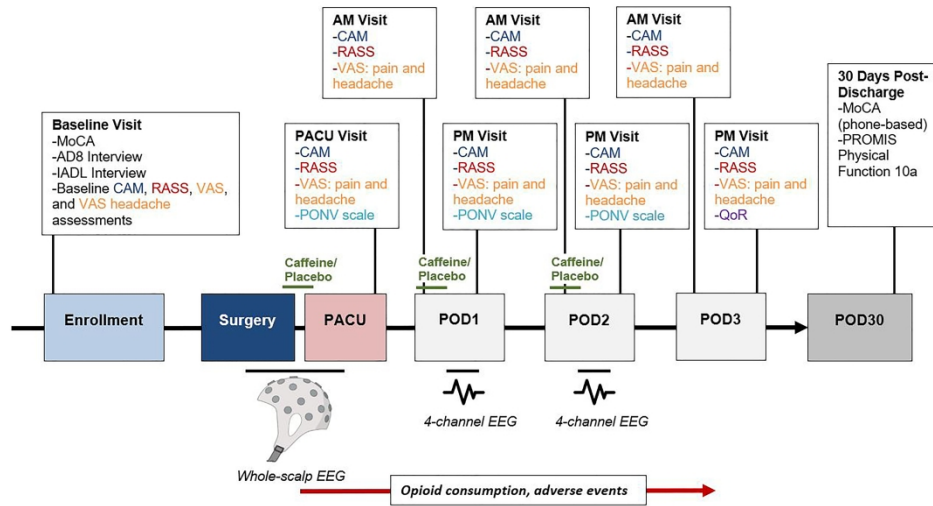 AM Visit
-CAM
-RASS
-VAS: pain and
headache
AM Visit
-CAM
-RASS
-VAS: pain and
headache
AM Visit
-CAM
-RASS
-VAS: pain and
headache
30 Days Post-
Discharge
-MoCA
(phone-based)
-PROMIS
Physical
Function 10a
Baseline Visit
-MoCA
-AD8 Interview
-IADL Interview
-Baseline CAM, RASS, VAS,
and VAS headache
assessments
PACU Visit
-CAM
-RASS
-VAS: pain and
headache
-PONV scale
PM Visit
-CAM
-RASS
-VAS: pain and
headache
-PONV scale
PM Visit
-CAM
-RASS
-VAS: pain and
headache
-PONV scale
PM Visit
-CAM
-RASS
-VAS: pain and
headache
-QoR
Caffeine/
Placebo
Caffeine/
Placebo
Caffeine/
Placebo
Enrollment
Surgery
PACU
POD1
POD2
POD3
POD30
4-channel EEG
4-channel EEG
Whole-scalp EEG
Opioid consumption, adverse events